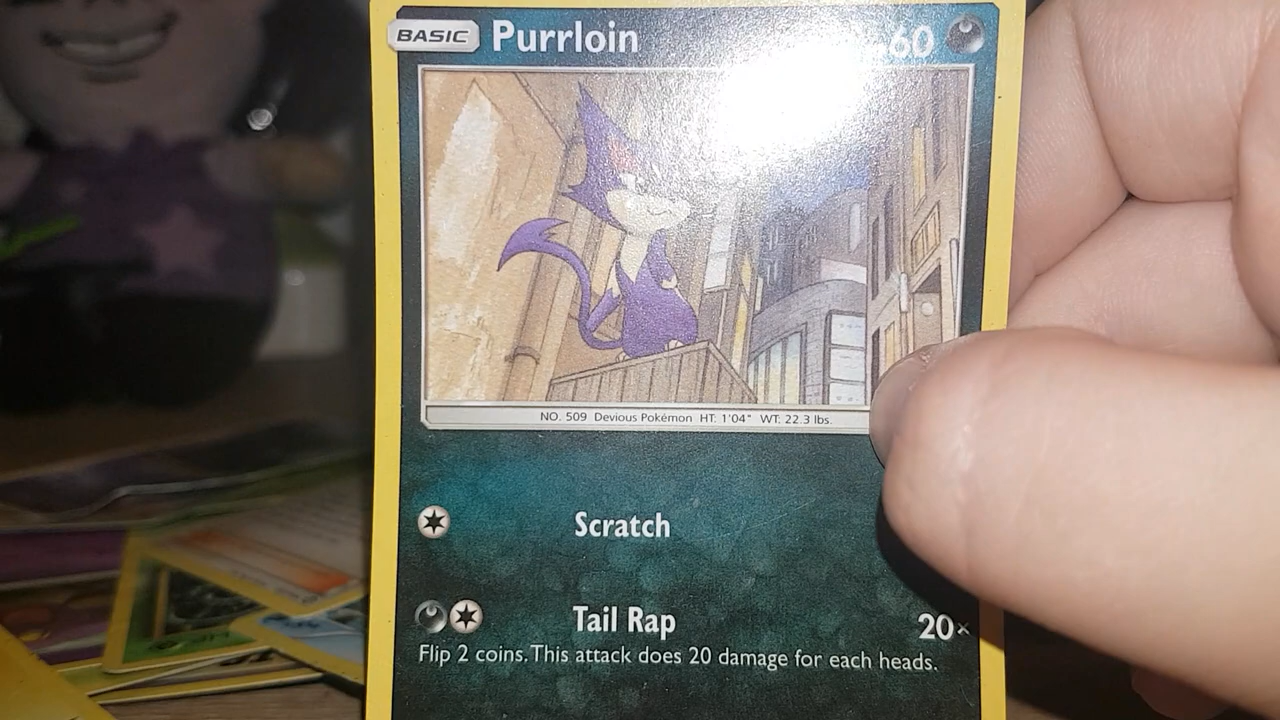 BASIC Purrloin 60
NO. 509 Devious Pokémon HT: 1'04" WT: 22.3 lbs.
Scratch
Tail Rap 20×
Flip 2 coins. This attack does 20 damage for each heads.